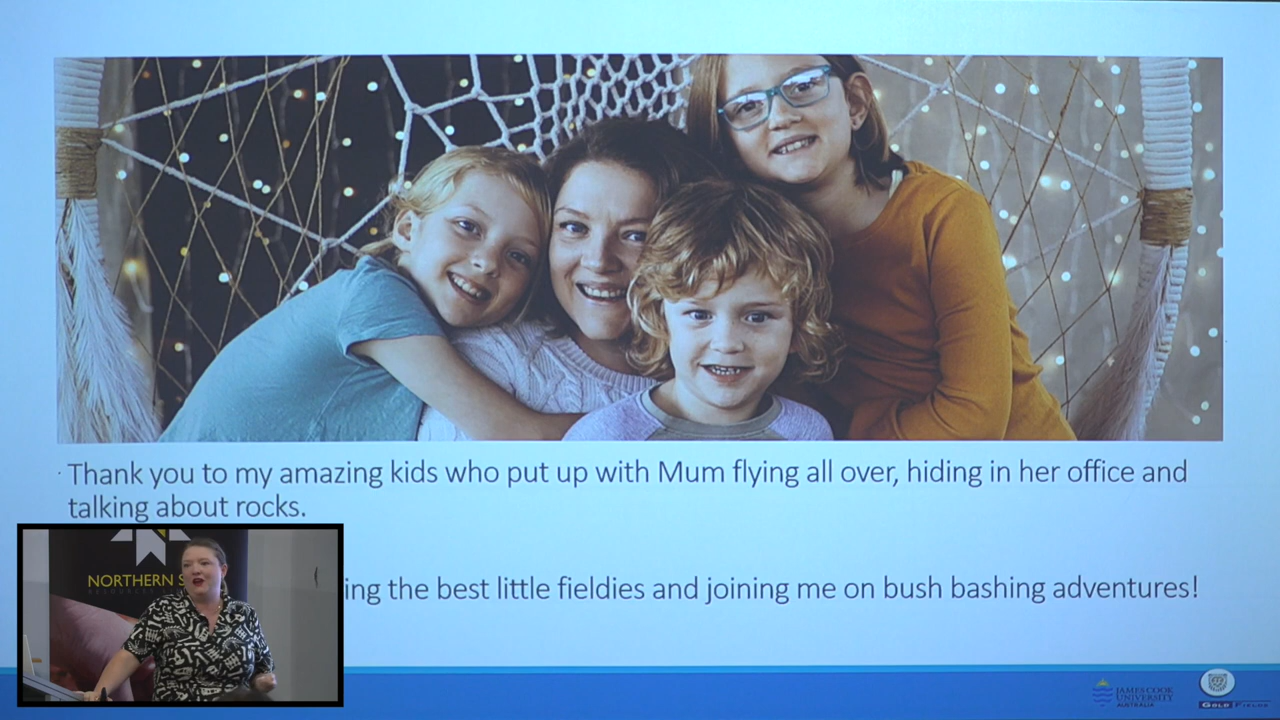 Thank you to my amazing kids who put up with Mum flying all over, hiding in her office and
talking about rocks.
NORTHERN S
ing the best little fieldies and joining me on bush bashing adventures!
JAMES COOK
UNIVERSITY
AUSTRALIA
GOLD FIELDS